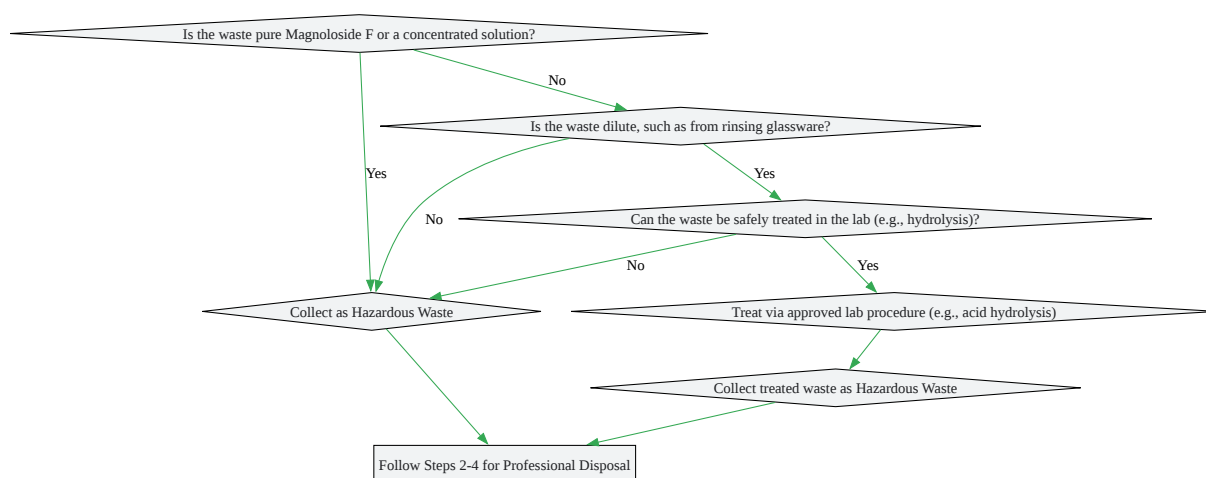 Is the waste pure Magnoloside F or a concentrated solution?
No
Is the waste dilute, such as from rinsing glassware?
Yes
Yes
No
Can the waste be safely treated in the lab (e.g., hydrolysis)?
No
Yes
Collect as Hazardous Waste
Treat via approved lab procedure (e.g., acid hydrolysis)
Collect treated waste as Hazardous Waste
Follow Steps 2-4 for Professional Disposal